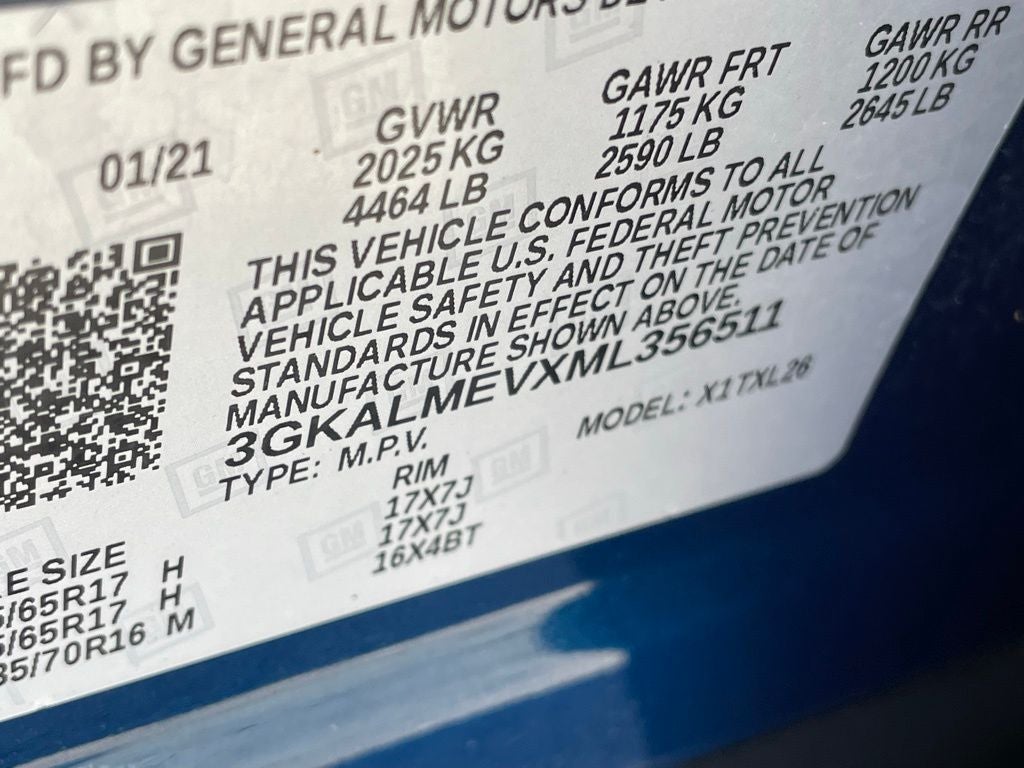 FD BY GENERAL MOTORS DE
01/21
GVWR
2025 KG
4464 LB
GAWR FRT
1175 KG
2590 LB
GAWR RR
1200 KG
2645 LB
THIS VEHICLE CONFORMS TO ALL
APPLICABLE U.S. FEDERAL MOTOR
VEHICLE SAFETY AND THEFT PREVENTION
STANDARDS IN EFFECT ON THE DATE OF
MANUFACTURE SHOWN ABOVE.
3GKALMEVXML356511
TYPE: M.P.V.
MODEL: X1TXL26
E SIZE
/65R17 H
/65R17 H
35/70R16 M
RIM
17X7J
17X7J
16X4BT
GM